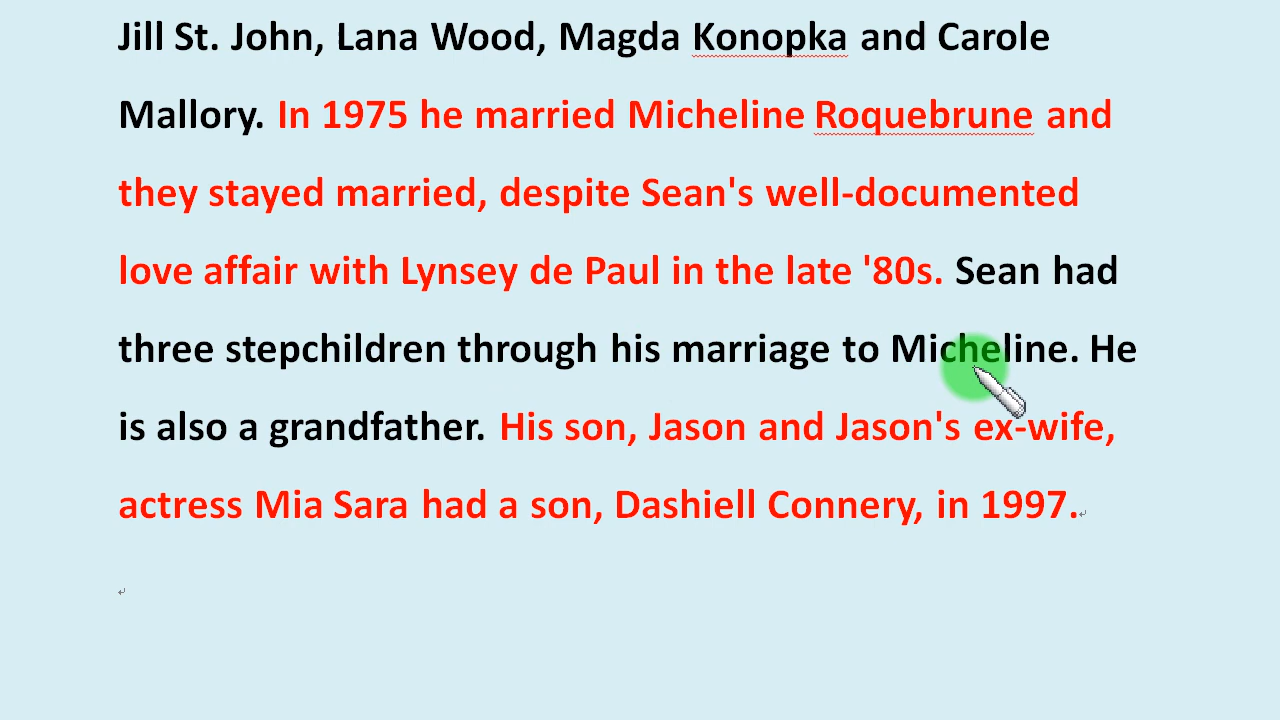 Jill St. John, Lana Wood, Magda Konopka and Carole
Mallory. In 1975 he married Micheline Roquebrune and
they stayed married, despite Sean's well-documented
love affair with Lynsey de Paul in the late '80s. Sean had
three stepchildren through his marriage to Micheline. He
is also a grandfather. His son, Jason and Jason's ex-wife,
actress Mia Sara had a son, Dashiell Connery, in 1997.